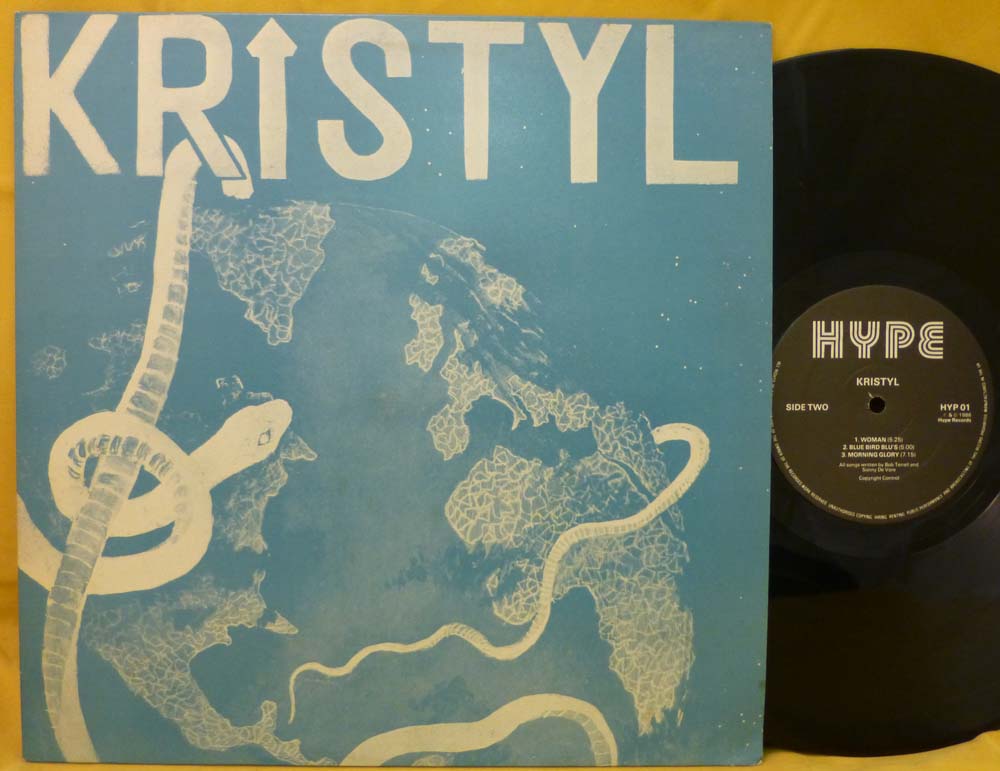 KRISTYL
HYPE
KRISTYL
SIDE TWO
HYP 01
℗ & © 1986
Hype Records
1. WOMAN (5.25)
2. BLUE BIRD BLU'S (5.00)
3. MORNING GLORY (7.15)
All songs written by Bob Terrell and
Sonny De Vore
Copyright Control